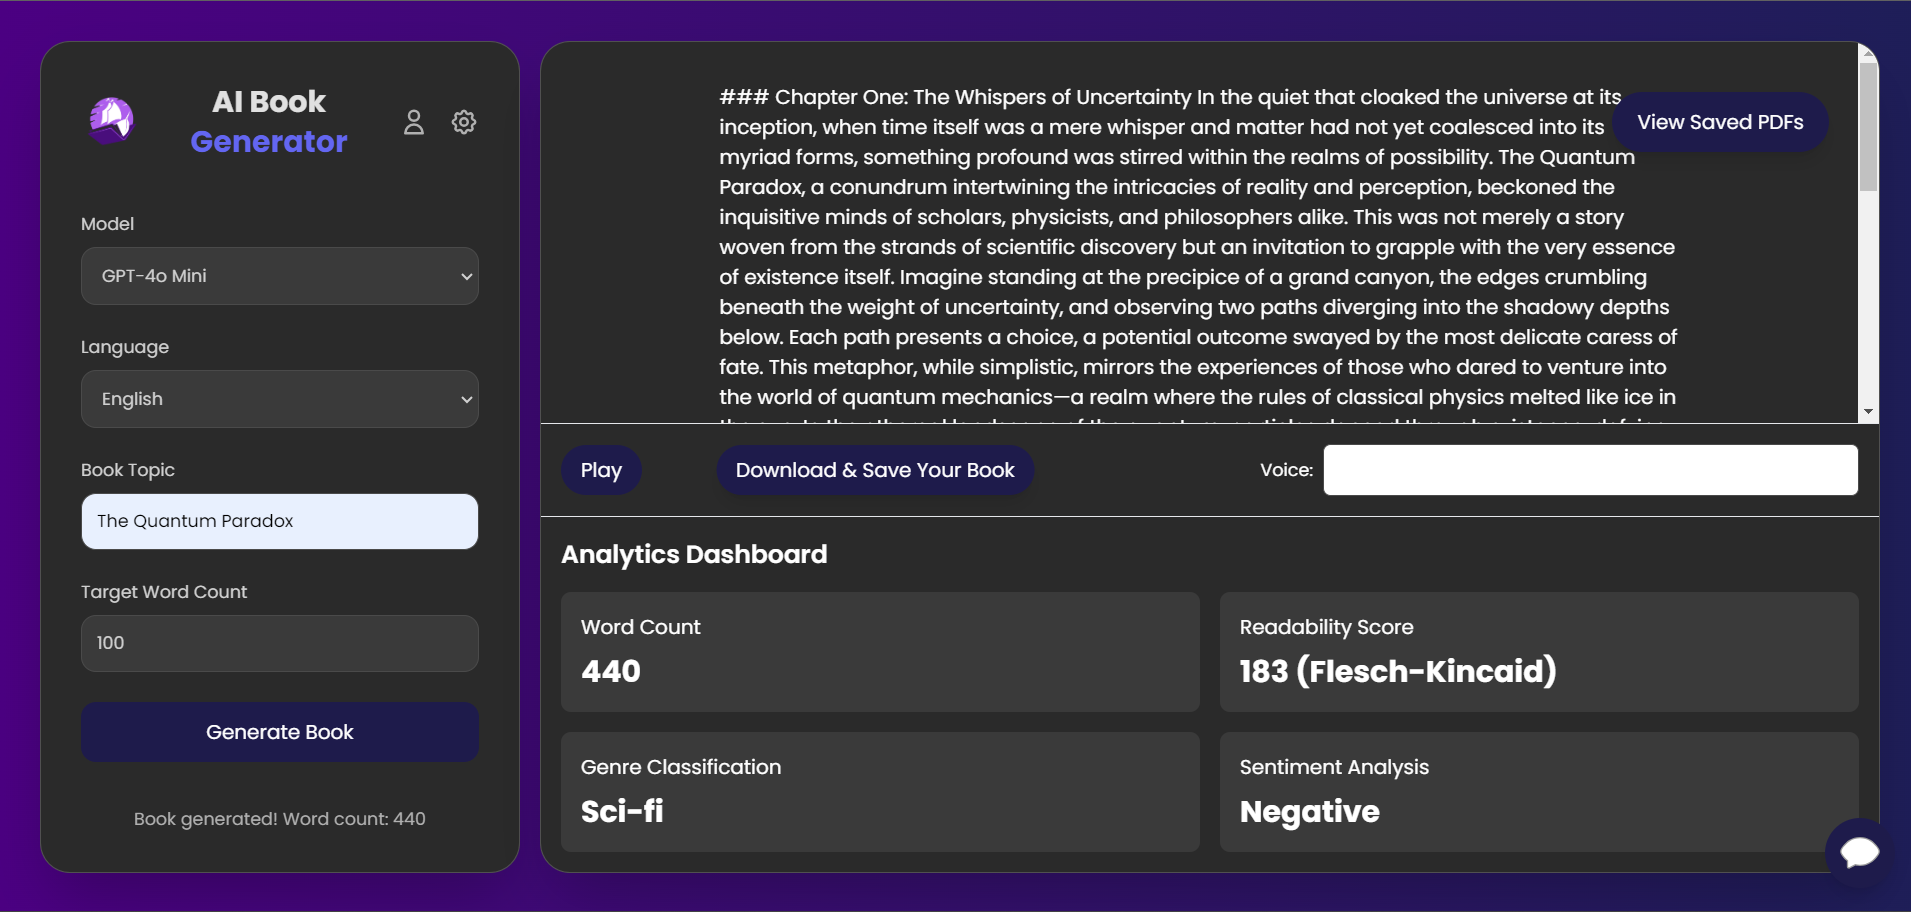 AI Book
Generator
Model
GPT-4o Mini
Language
English
Book Topic
The Quantum Paradox
Target Word Count
100
Generate Book
Book generated! Word count: 440
### Chapter One: The Whispers of Uncertainty In the quiet that cloaked the universe at its
inception, when time itself was a mere whisper and matter had not yet coalesced into its
myriad forms, something profound was stirred within the realms of possibility. The Quantum
Paradox, a conundrum intertwining the intricacies of reality and perception, beckoned the
inquisitive minds of scholars, physicists, and philosophers alike. This was not merely a story
woven from the strands of scientific discovery but an invitation to grapple with the very essence
of existence itself. Imagine standing at the precipice of a grand canyon, the edges crumbling
beneath the weight of uncertainty, and observing two paths diverging into the shadowy depths
below. Each path presents a choice, a potential outcome swayed by the most delicate caress of
fate. This metaphor, while simplistic, mirrors the experiences of those who dared to venture into
the world of quantum mechanics—a realm where the rules of classical physics melted like ice in
View Saved PDFs
Play
Download & Save Your Book
Voice:
Analytics Dashboard
Word Count
440
Readability Score
183 (Flesch-Kincaid)
Genre Classification
Sci-fi
Sentiment Analysis
Negative